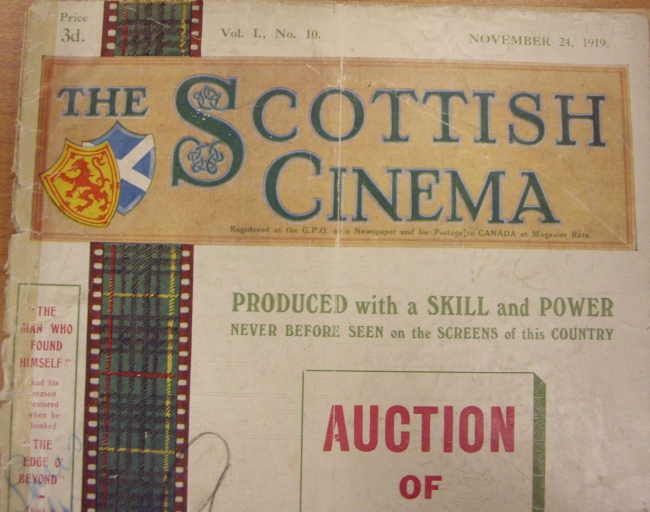 Price
3d.
Vol. I., No. 10.
NOVEMBER 24, 1919.
THE SCOTTISH
CINEMA
Registered at the G.P.O. as a Newspaper and for Postage to CANADA at Magazine Rate.
PRODUCED with a SKILL and POWER
NEVER BEFORE SEEN on the SCREENS of this COUNTRY
"THE
MAN WHO
FOUND
HIMSELF"
had his
reason
restored
when he
booked
"THE
EDGE O'
BEYOND"
AUCTION
OF